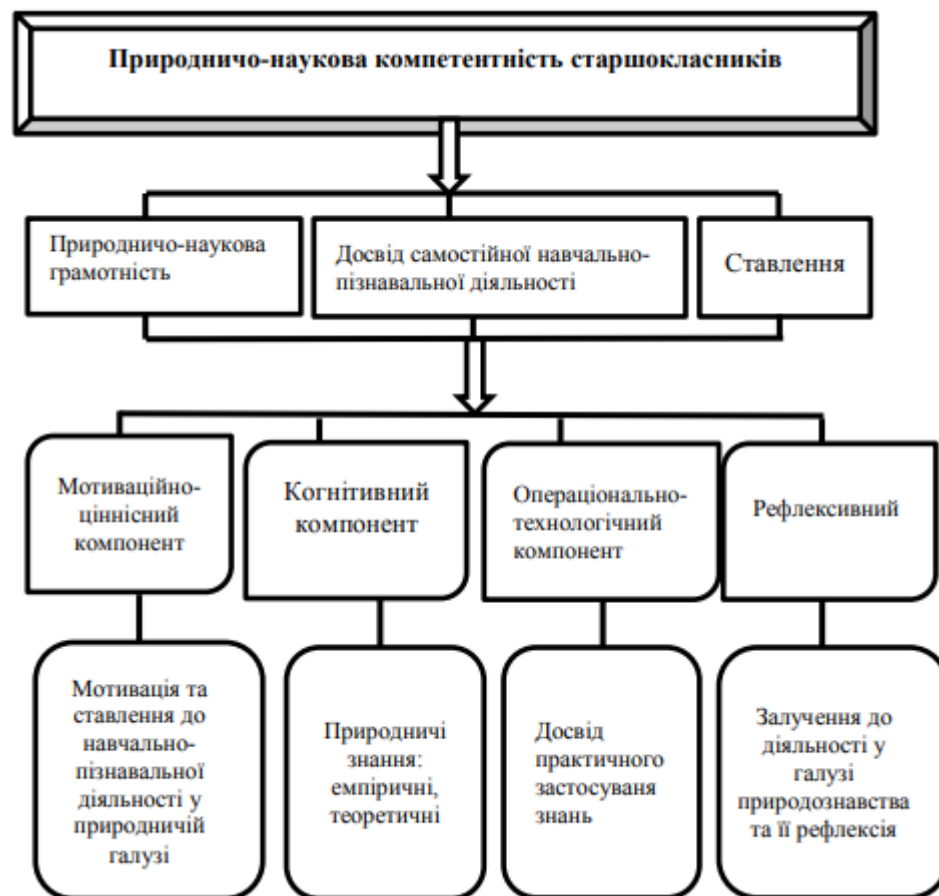 Природничо-наукова компетентність старшокласників
Природничо-наукова
грамотність
Досвід самостійної навчально-
пізнавальної діяльності
Ставлення
Мотиваційно-
ціннісний
компонент
Когнітивний
компонент
Операціонально-
технологічний
компонент
Рефлексивний
Мотивація та
ставлення до
навчально-
пізнавальної
діяльності у
природничій
галузі
Природничі
знання:
емпіричні,
теоретичні
Досвід
практичного
застосуваня
знань
Залучення до
діяльності у
галузі
природознавства
та її рефлексія